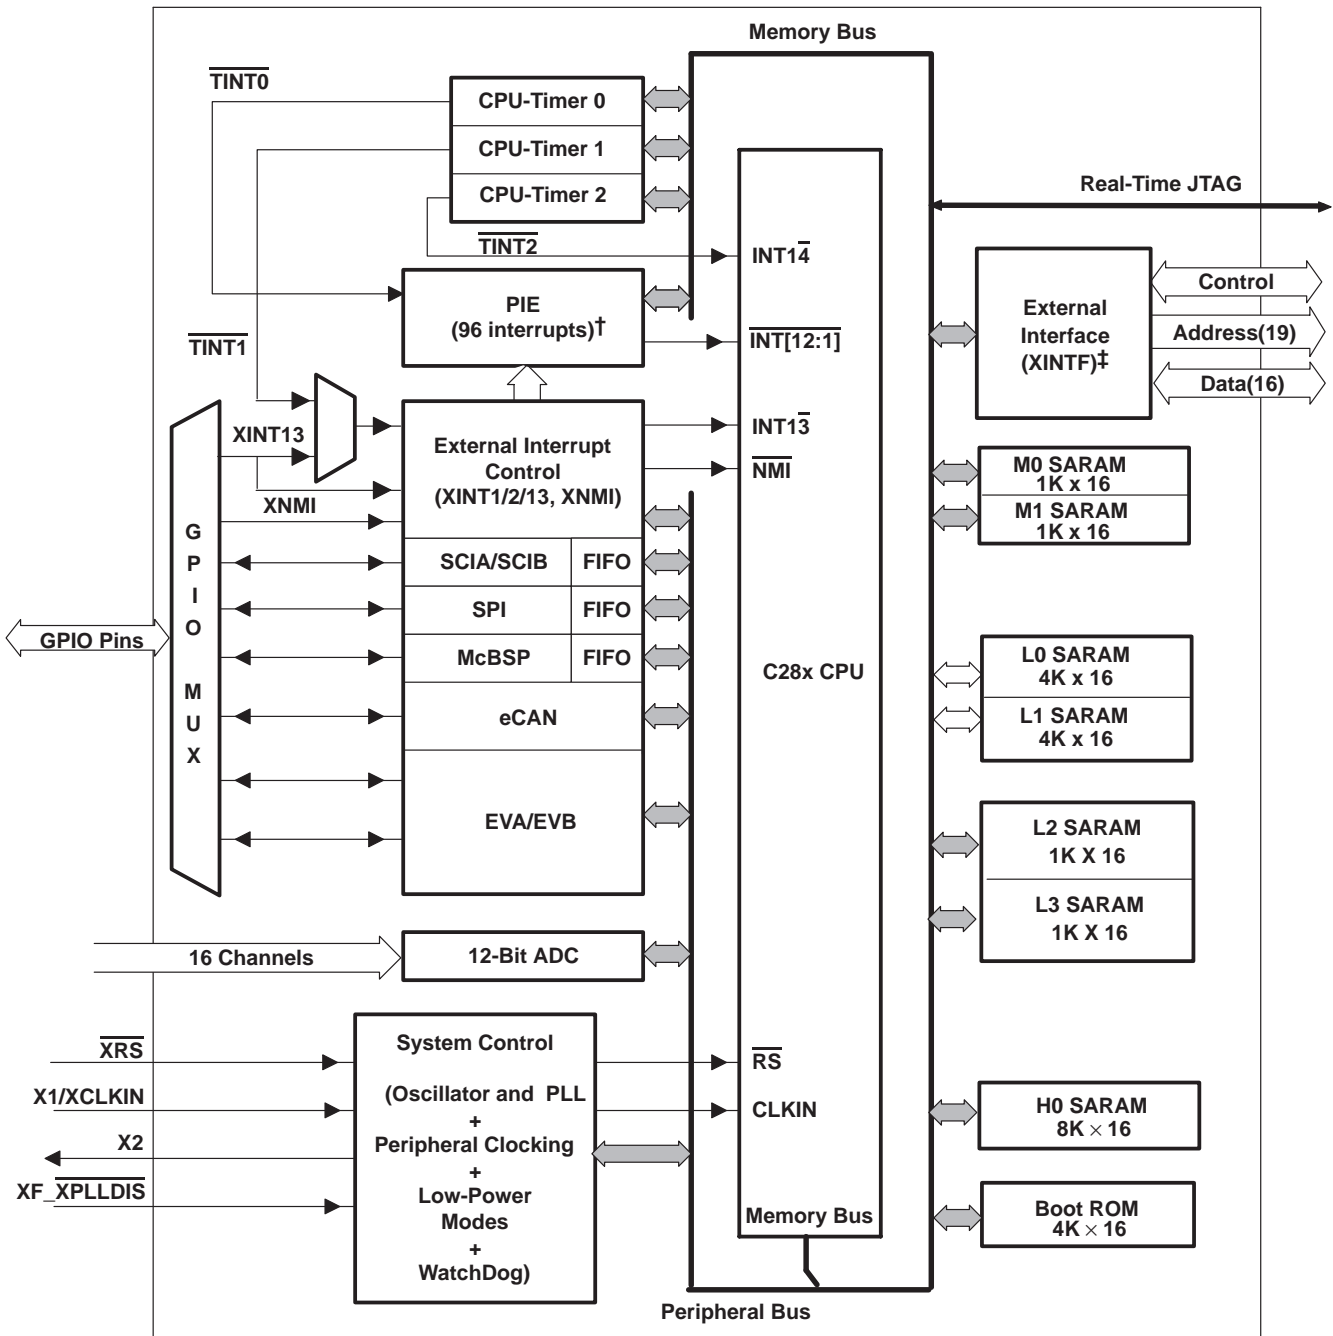 Memory Bus
TINT0
CPU-Timer 0
CPU-Timer 1
CPU-Timer 2
TINT2
INT14
Real-Time JTAG
PIE
(96 interrupts)†
INT[12:1]
TINT1
External
Interface
(XINTF)‡
Control
Address(19)
Data(16)
XINT13
XNMI
External Interrupt
Control
(XINT1/2/13, XNMI)
INT13
NMI
M0 SARAM
1K x 16
M1 SARAM
1K x 16
G
P
I
O
M
U
X
GPIO Pins
SCIA/SCIB
FIFO
SPI
FIFO
McBSP
FIFO
eCAN
EVA/EVB
C28x CPU
L0 SARAM
4K x 16
L1 SARAM
4K x 16
L2 SARAM
1K X 16
L3 SARAM
1K X 16
16 Channels
12-Bit ADC
XRS
X1/XCLKIN
X2
XF_XPLLDIS
System Control
(Oscillator and PLL
+
Peripheral Clocking
+
Low-Power
Modes
+
WatchDog)
RS
CLKIN
H0 SARAM
8K × 16
Boot ROM
4K × 16
Memory Bus
Peripheral Bus